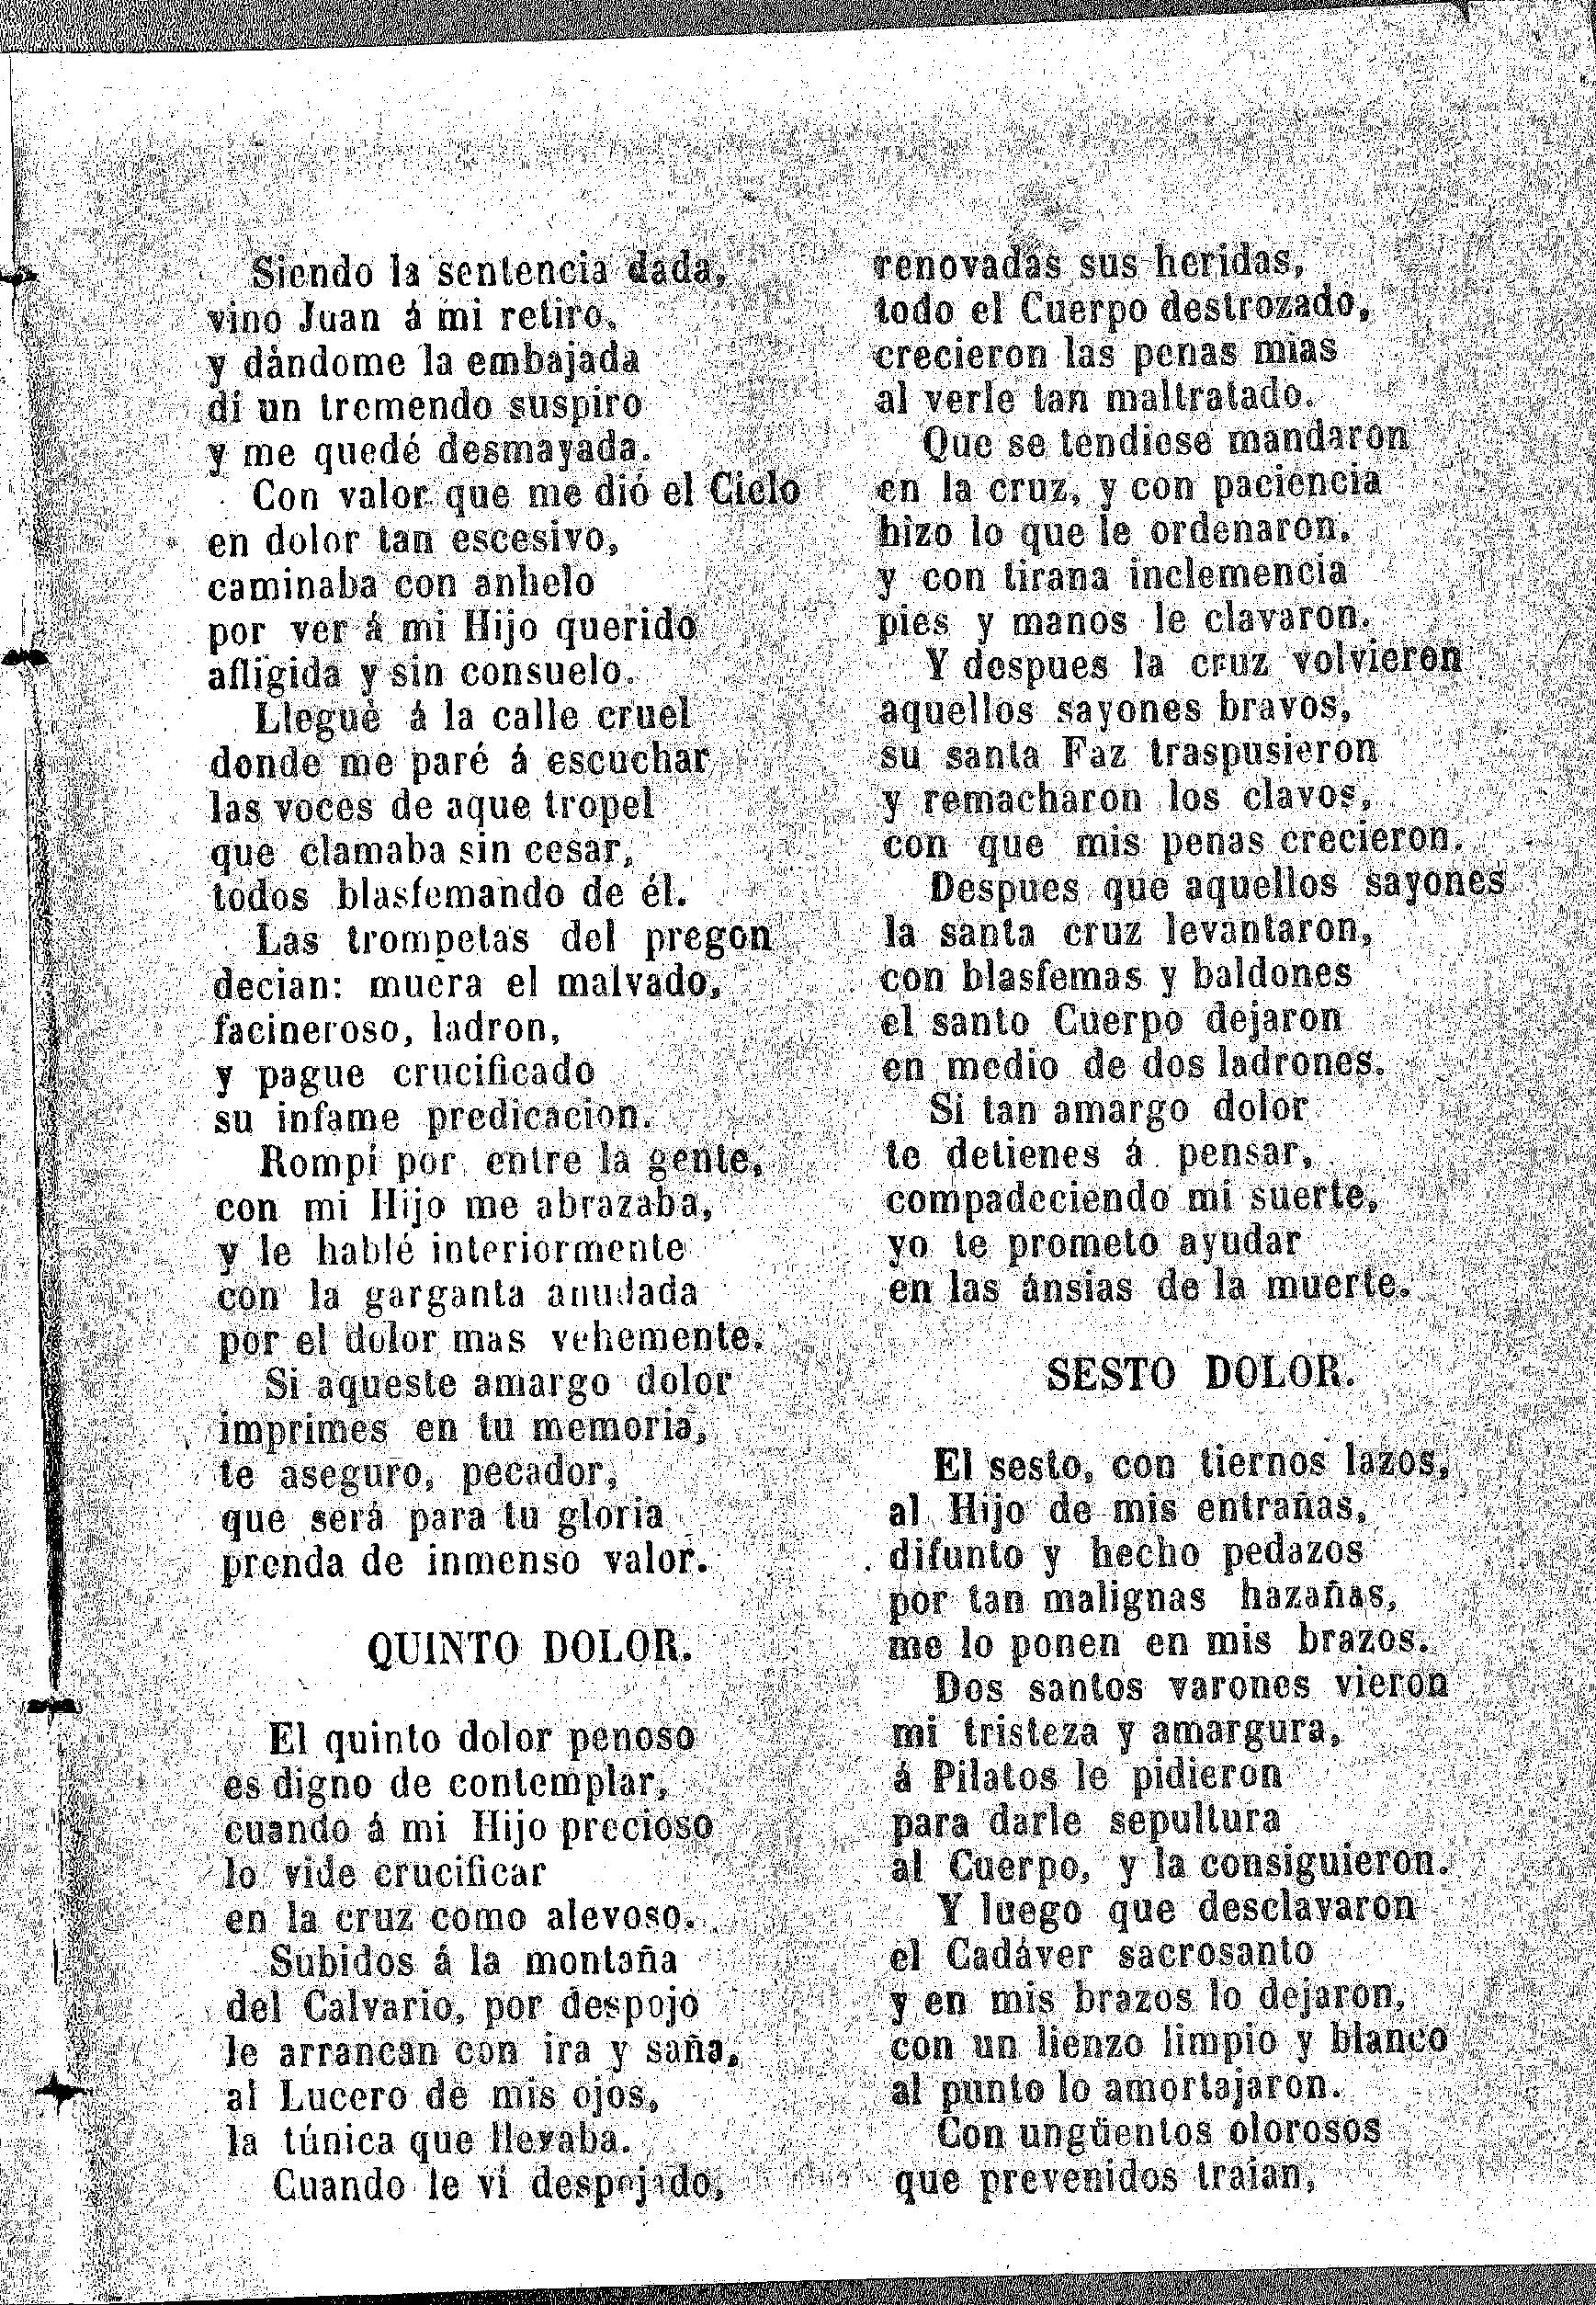 Siendo la sentencia dada,
vino Juan á mi retiro,
y dándome la embajada
dí un tremendo suspiro
y me quedé desmayada.
Con valor que me dió el Cielo
en dolor tan escesivo,
caminaba con anhelo
por ver á mi Hijo querido
afligida y sin consuelo.
Lleguè á la calle cruel
donde me paré á escuchar
las voces de aque tropel
que clamaba sin cesar,
todos blasfemando de él.
Las trompetas del pregon
decian: muera el malvado,
facineroso, ladron,
y pague crucificado
su infame predicacion.
Rompí por entre la gente,
con mi Hijo me abrazaba,
y le hablé interiormente
con la garganta anudada
por el dolor mas vehemente.
Si aqueste amargo dolor
imprimes en tu memoria,
te aseguro, pecador,
que será para tu gloria
prenda de inmenso valor.
QUINTO DOLOR.
El quinto dolor penoso
es digno de contemplar,
cuando á mi Hijo precioso
lo vide crucificar
en la cruz como alevoso.
Subidos á la montaña
del Calvario, por despojo
le arrancan con ira y saña,
al Lucero de mis ojos,
la túnica que llevaba.
Cuando le ví despojado,
renovadas sus heridas,
todo el Cuerpo destrozado,
crecieron las penas mias
al verle tan maltratado.
Que se tendiese mandaron
en la cruz, y con paciencia
hizo lo que le ordenaron,
y con tirana inclemencia
pies y manos le clavaron.
Y despues la cruz volvieron
aquellos sayones bravos,
su santa Faz traspusieron
y remacharon los clavos,
con que mis penas crecieron.
Despues que aquellos sayones
la santa cruz levantaron,
con blasfemas y baldones
el santo Cuerpo dejaron
en medio de dos ladrones.
Si tan amargo dolor
te detienes á pensar,
compadeciendo mi suerte,
yo te prometo ayudar
en las ánsias de la muerte.
SESTO DOLOR.
El sesto, con tiernos lazos,
al Hijo de mis entrañas,
difunto y hecho pedazos
por tan malignas hazañas,
me lo ponen en mis brazos.
Dos santos varones vieron
mi tristeza y amargura,
á Pilatos le pidieron
para darle sepultura
al Cuerpo, y la consiguieron.
Y luego que desclavaron
el Cadáver sacrosanto
y en mis brazos lo dejaron,
con un lienzo limpio y blanco
al punto lo amortajaron.
Con ungüentos olorosos
que prevenidos traian,